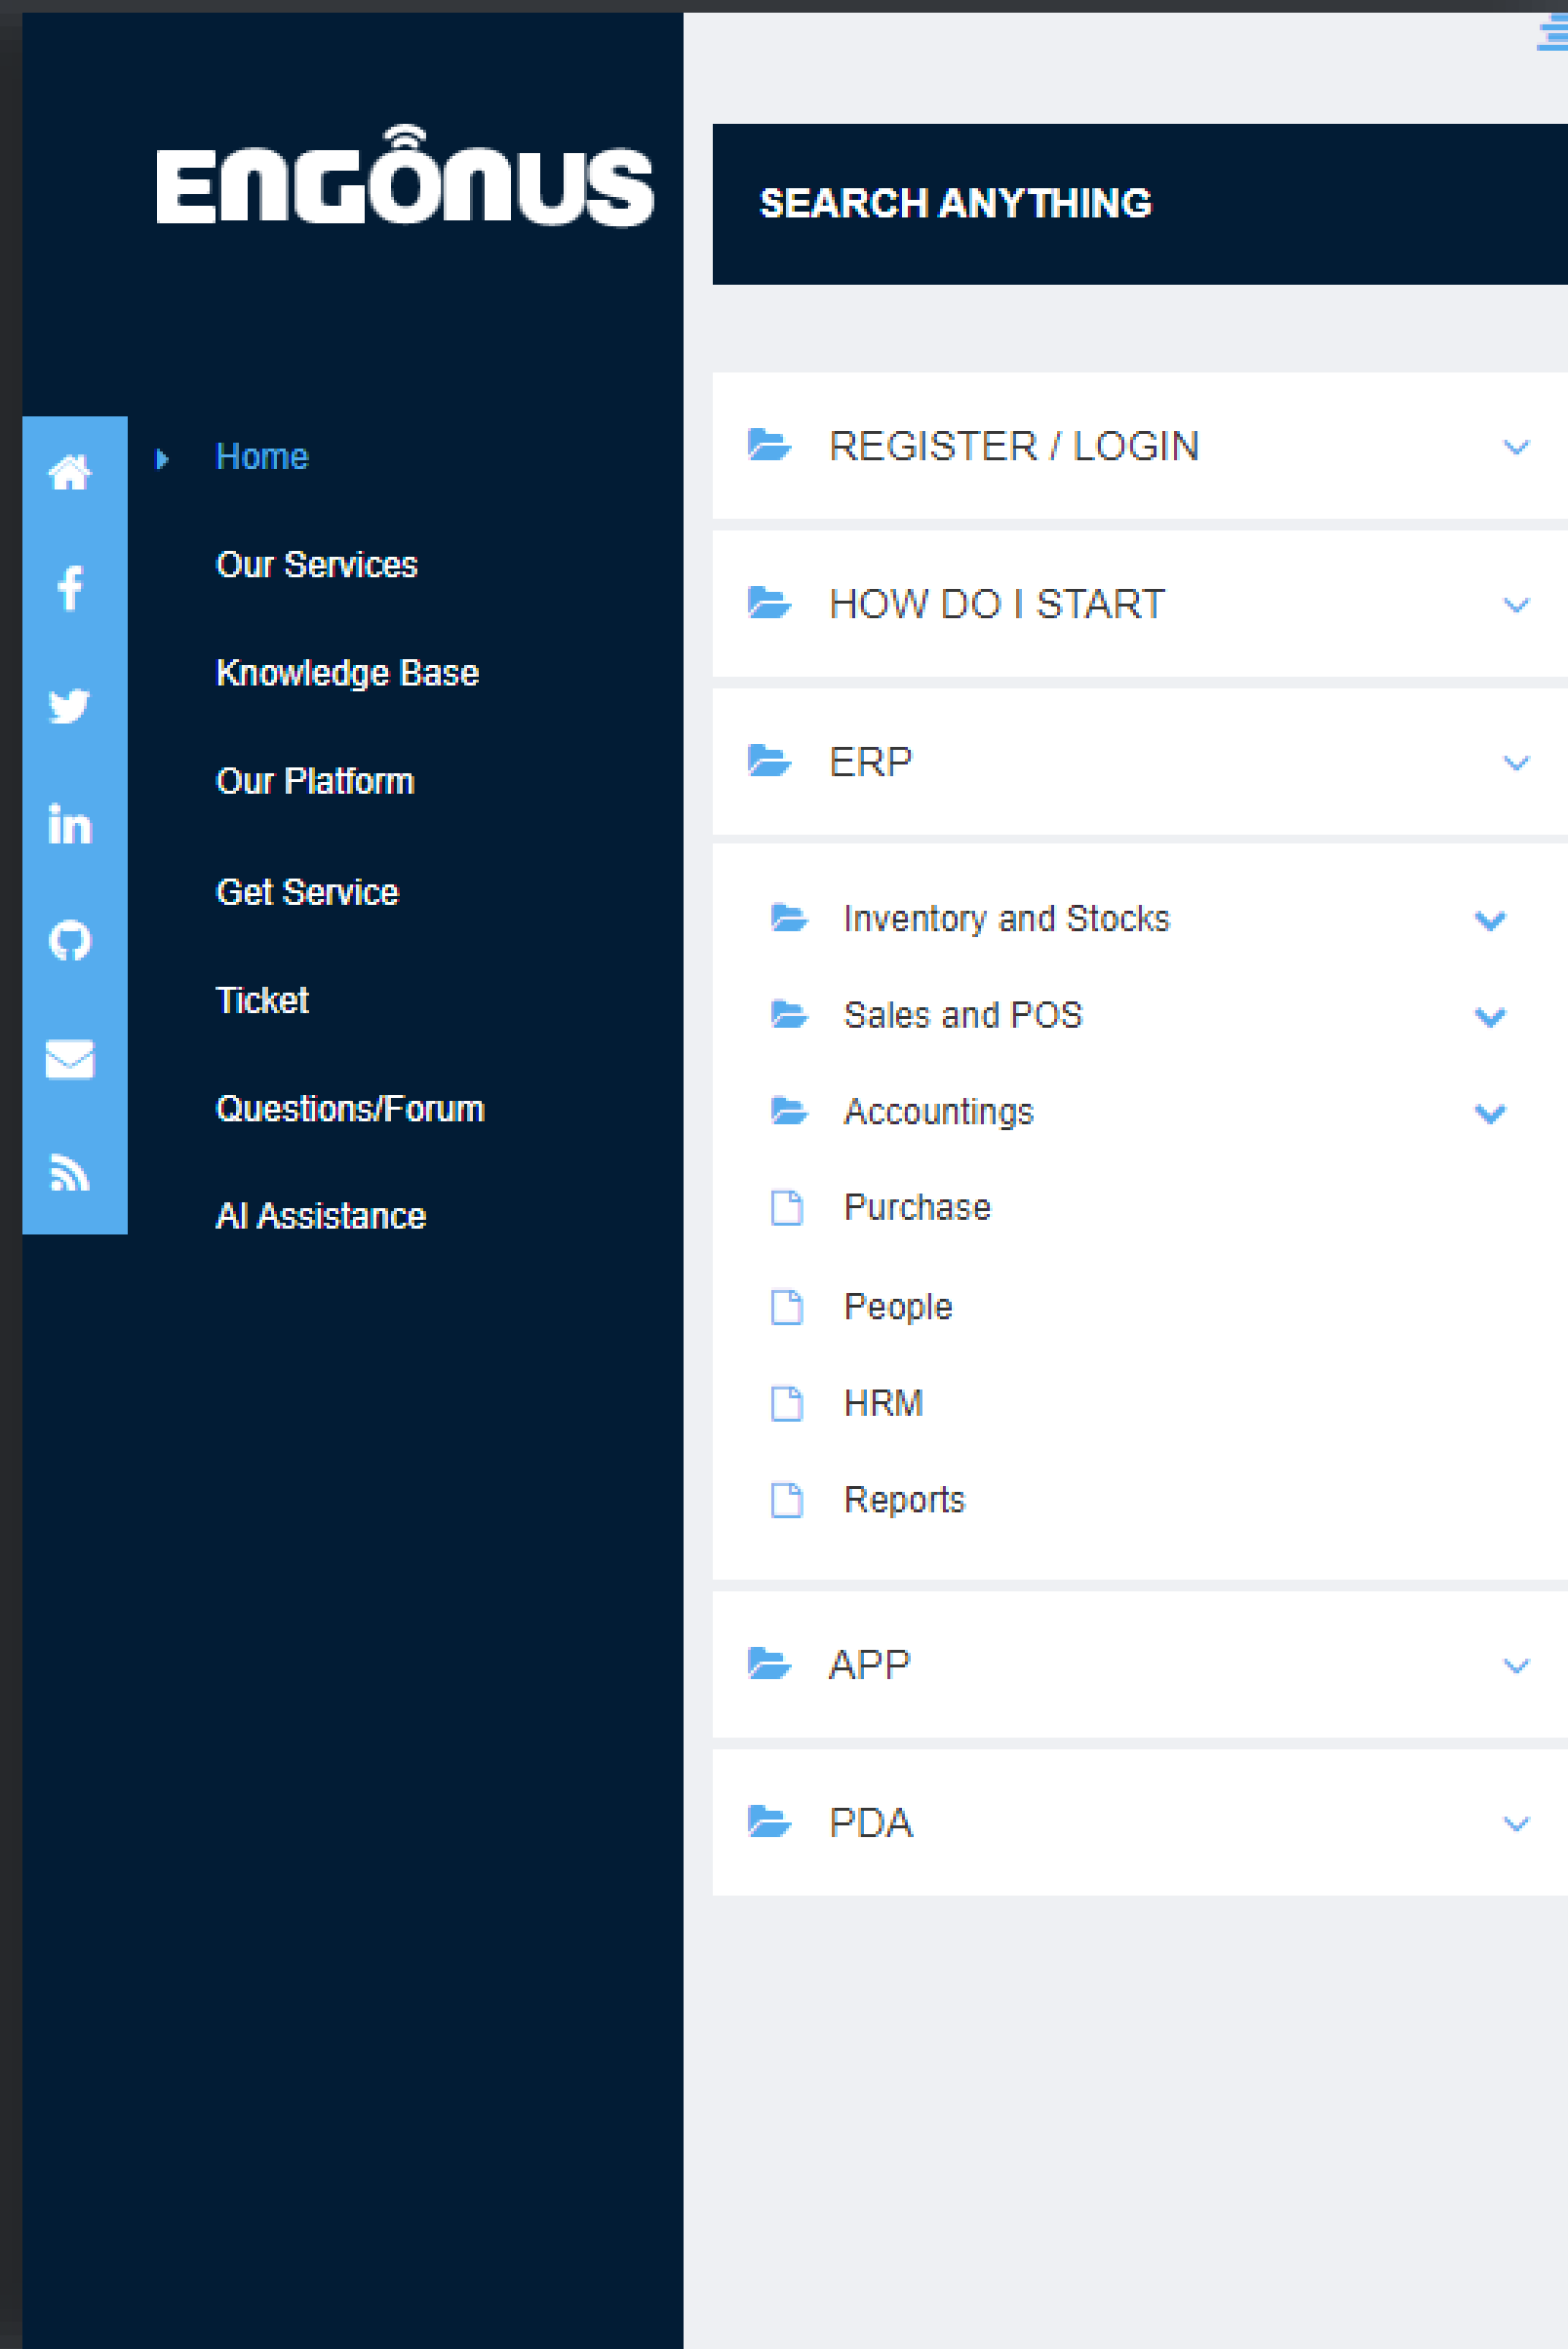 ENGÔNUS
Home
Our Services
Knowledge Base
Our Platform
Get Service
Ticket
Questions/Forum
AI Assistance
SEARCH ANYTHING
REGISTER / LOGIN
HOW DO I START
ERP
Inventory and Stocks
Sales and POS
Accountings
Purchase
People
HRM
Reports
APP
PDA